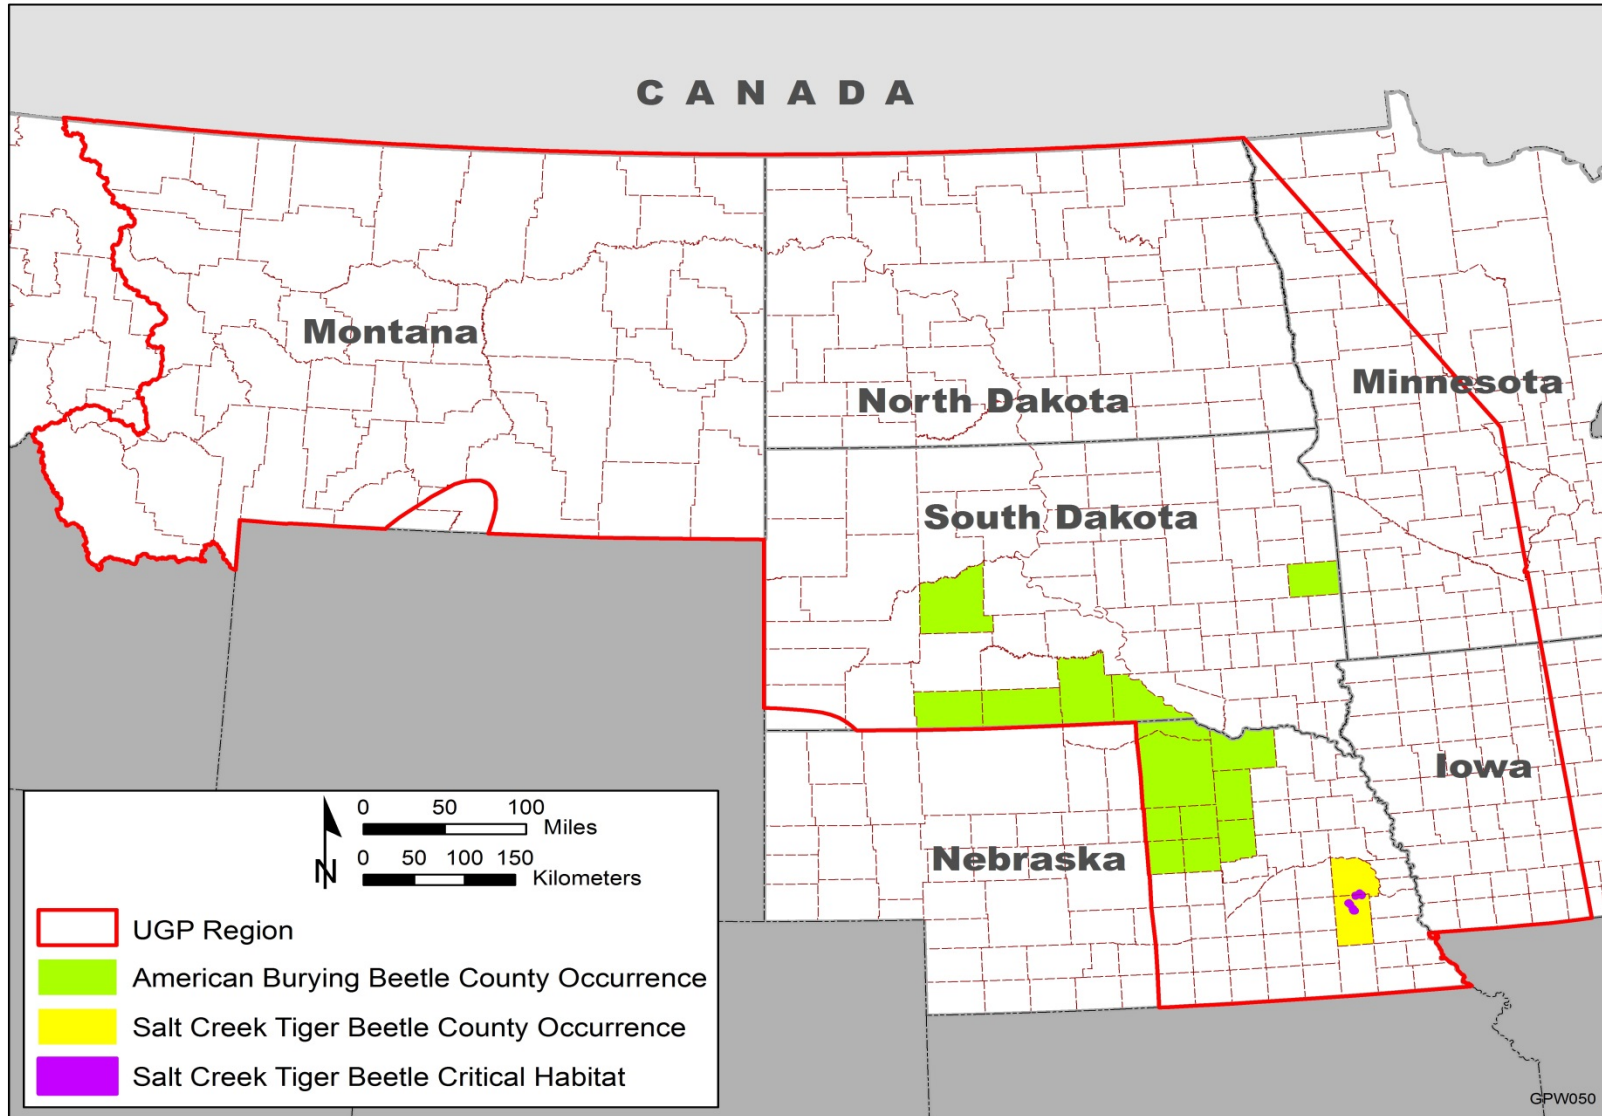 C A N A D A
Montana
North Dakota
Minnesota
South Dakota
Iowa
Nebraska
0 50 100
Miles
0 50 100 150
Kilometers
N
UGP Region
American Burying Beetle County Occurrence
Salt Creek Tiger Beetle County Occurrence
Salt Creek Tiger Beetle Critical Habitat
GPW050